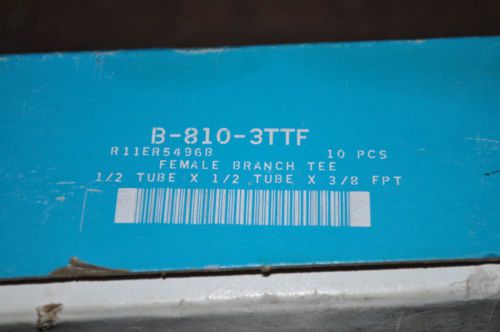 B-810-3TTF
R11ER5496B 10 PCS
FEMALE BRANCH TEE
1/2 TUBE X 1/2 TUBE X 3/8 FPT